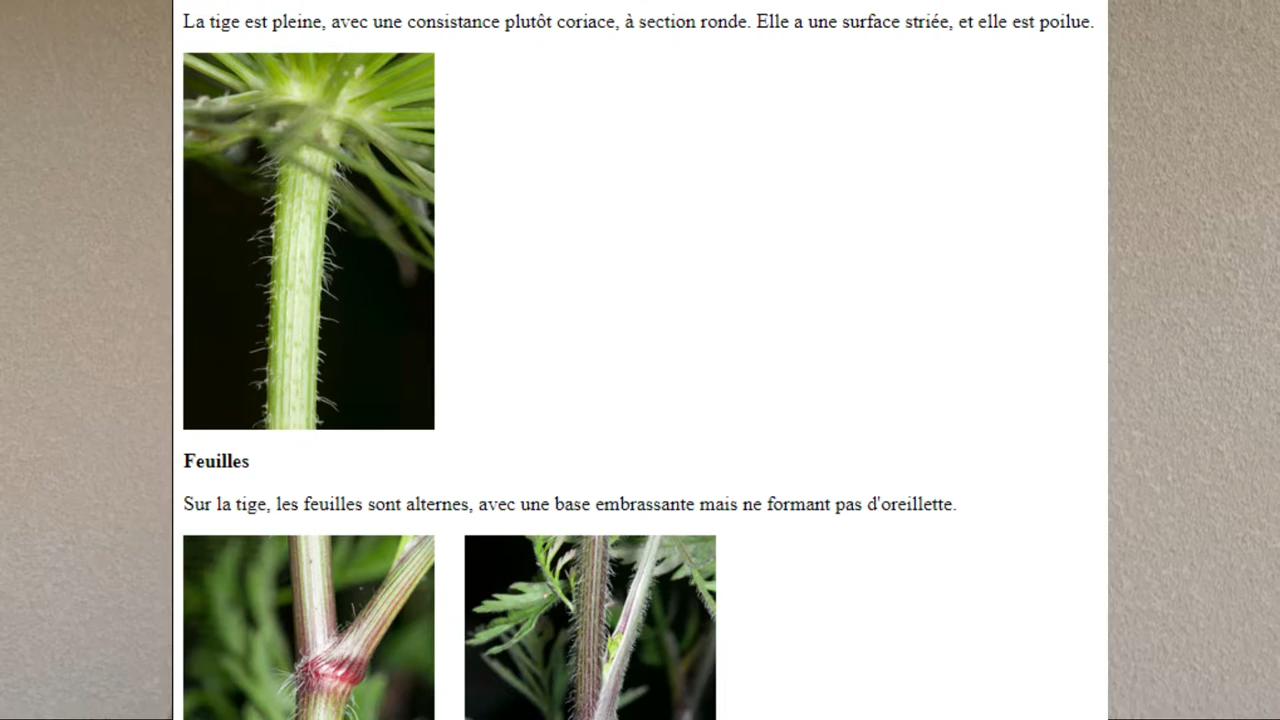 La tige est pleine, avec une consistance plutôt coriace, à section ronde. Elle a une surface striée, et elle est poilue.
Feuilles
Sur la tige, les feuilles sont alternes, avec une base embrassante mais ne formant pas d'oreillette.